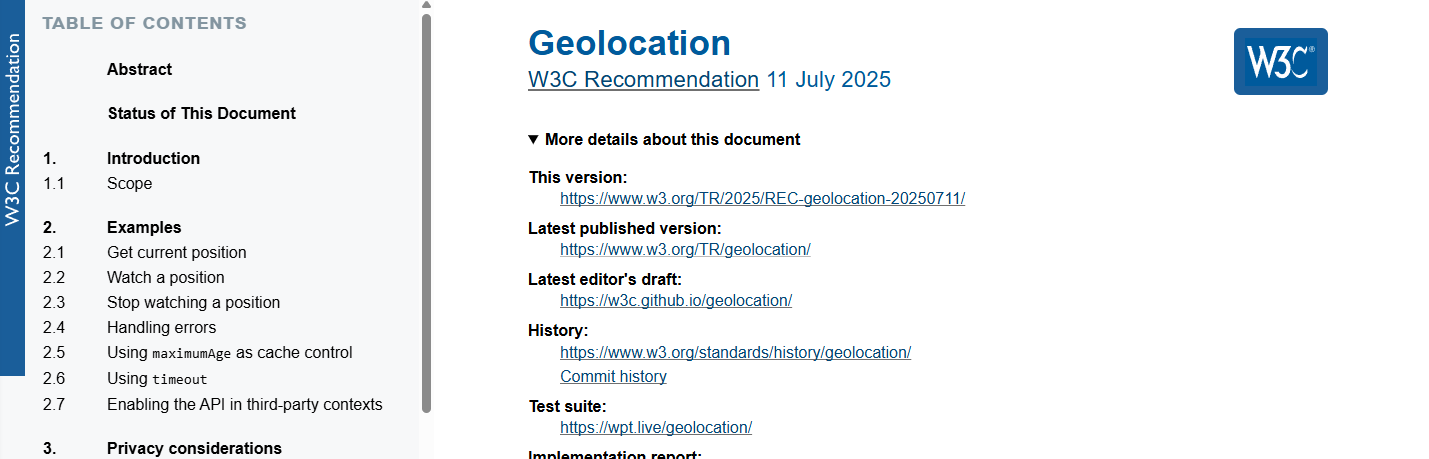 W3C Recommendation
TABLE OF CONTENTS
Abstract
Status of This Document
1. Introduction
1.1 Scope
2. Examples
2.1 Get current position
2.2 Watch a position
2.3 Stop watching a position
2.4 Handling errors
2.5 Using maximumAge as cache control
2.6 Using timeout
2.7 Enabling the API in third-party contexts
3. Privacy considerations
Geolocation
W3C Recommendation 11 July 2025
W3C®
▼ More details about this document
This version:
https://www.w3.org/TR/2025/REC-geolocation-20250711/
Latest published version:
https://www.w3.org/TR/geolocation/
Latest editor's draft:
https://w3c.github.io/geolocation/
History:
https://www.w3.org/standards/history/geolocation/
Commit history
Test suite:
https://wpt.live/geolocation/
Implementation report: